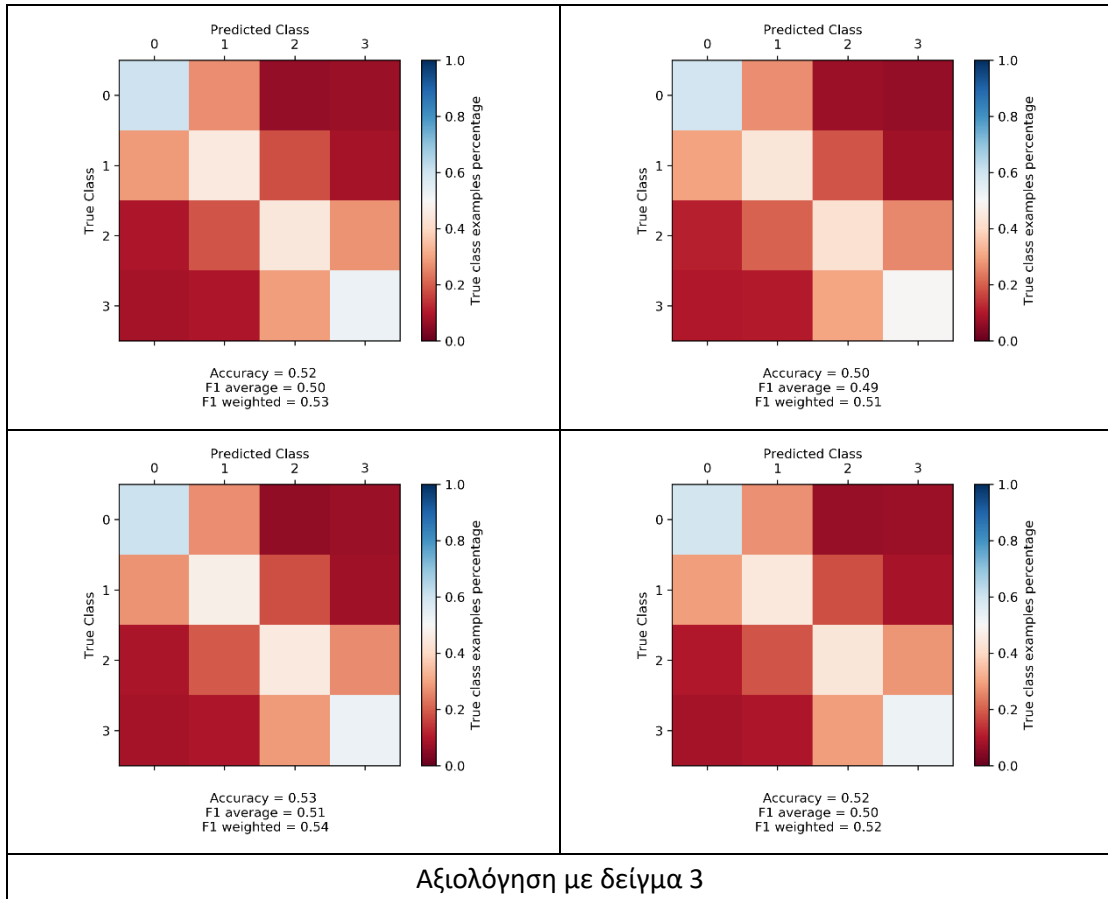 Predicted Class
0 1 2 3
1.0
0
0.8
1
0.6
True Class
True class examples percentage
0.4
2
0.2
3
0.0
Accuracy = 0.52
F1 average = 0.50
F1 weighted = 0.53
Predicted Class
0 1 2 3
1.0
0
0.8
1
0.6
True Class
True class examples percentage
0.4
2
0.2
3
0.0
Accuracy = 0.50
F1 average = 0.49
F1 weighted = 0.51
Predicted Class
0 1 2 3
1.0
0
0.8
1
0.6
True Class
True class examples percentage
0.4
2
0.2
3
0.0
Accuracy = 0.53
F1 average = 0.51
F1 weighted = 0.54
Predicted Class
0 1 2 3
1.0
0
0.8
1
0.6
True Class
True class examples percentage
0.4
2
0.2
3
0.0
Accuracy = 0.52
F1 average = 0.50
F1 weighted = 0.52
Αξιολόγηση με δείγμα 3